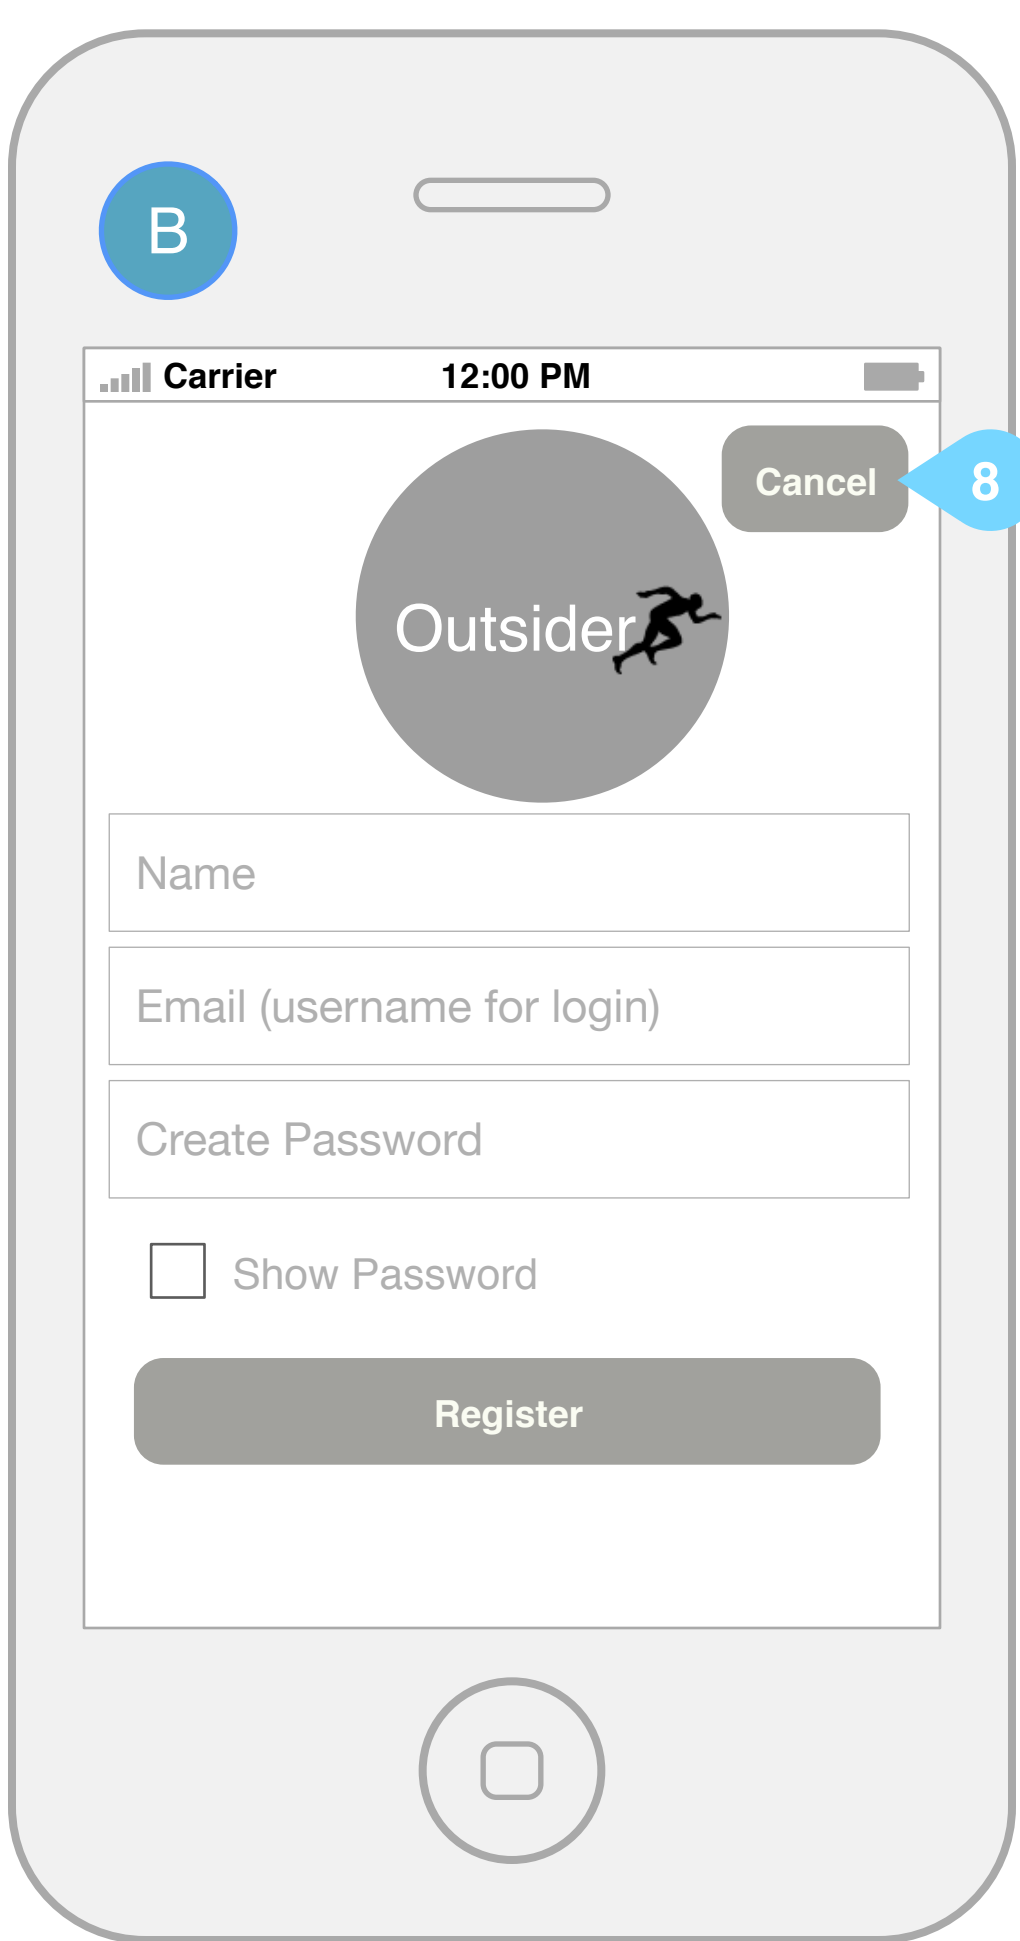 B
Carrier 12:00 PM
Cancel
8
Outsider
Name
Email (username for login)
Create Password
Show Password
Register